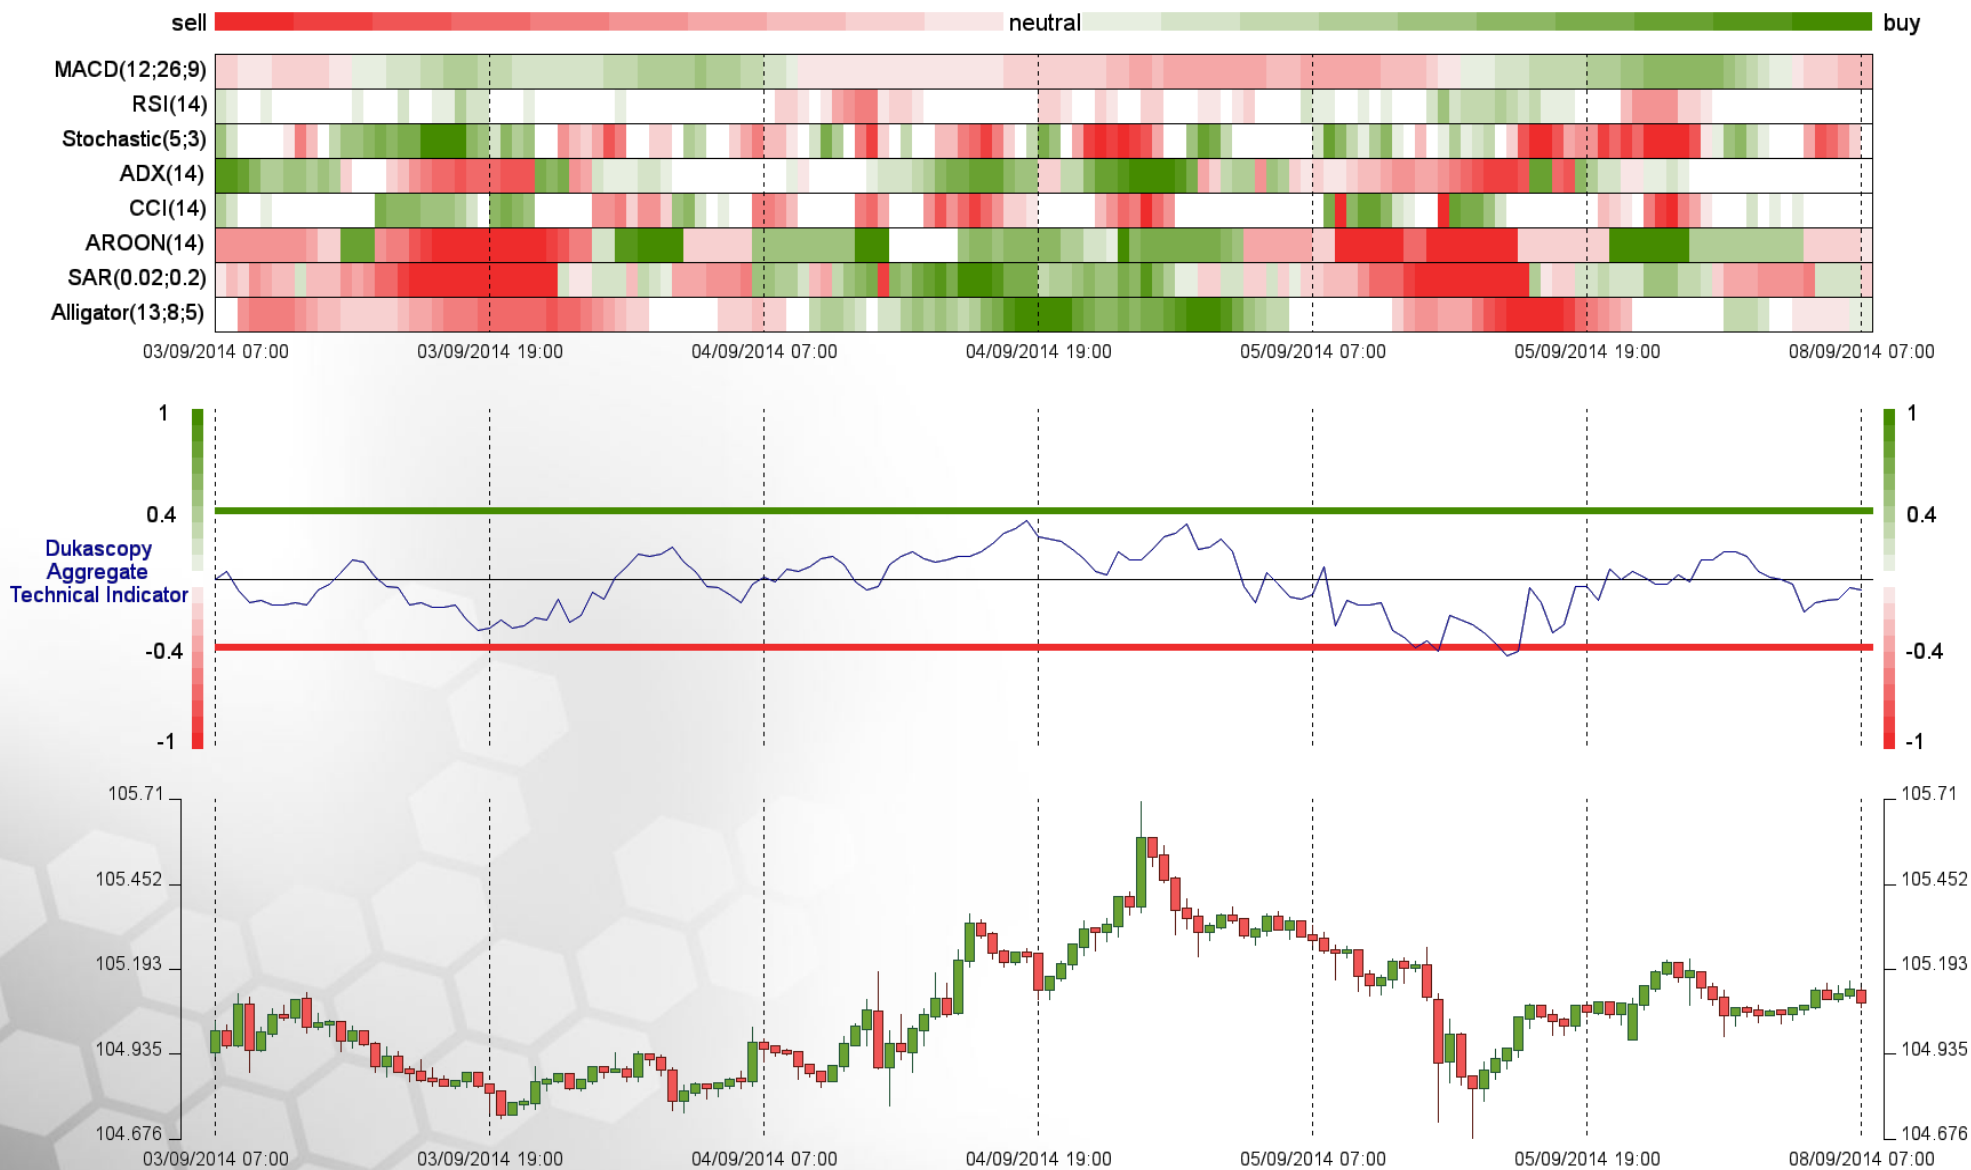 sell neutral buy
MACD(12;26;9)
RSI(14)
Stochastic(5;3)
ADX(14)
CCI(14)
AROON(14)
SAR(0.02;0.2)
Alligator(13;8;5)
03/09/2014 07:00 03/09/2014 19:00 04/09/2014 07:00 04/09/2014 19:00 05/09/2014 07:00 05/09/2014 19:00 08/09/2014 07:00
1 1
0.4 0.4
Dukascopy
Aggregate
Technical Indicator
-0.4 -0.4
-1 -1
105.71 105.71
105.452 105.452
105.193 105.193
104.935 104.935
104.676 104.676
03/09/2014 07:00 03/09/2014 19:00 04/09/2014 07:00 04/09/2014 19:00 05/09/2014 07:00 05/09/2014 19:00 08/09/2014 07:00